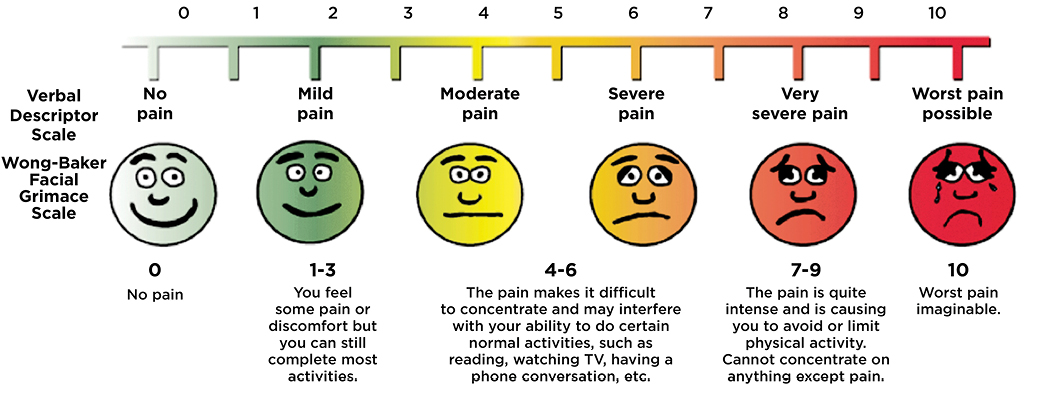 0 1 2 3 4 5 6 7 8 9 10
Verbal
Descriptor
Scale
No
pain
Mild
pain
Moderate
pain
Severe
pain
Very
severe pain
Worst pain
possible
Wong-Baker
Facial
Grimace
Scale
0
No pain
1-3
You feel
some pain or
discomfort but
you can still
complete most
activities.
4-6
The pain makes it difficult
to concentrate and may interfere
with your ability to do certain
normal activities, such as
reading, watching TV, having a
phone conversation, etc.
7-9
The pain is quite
intense and is causing
you to avoid or limit
physical activity.
Cannot concentrate on
anything except pain.
10
Worst pain
imaginable.